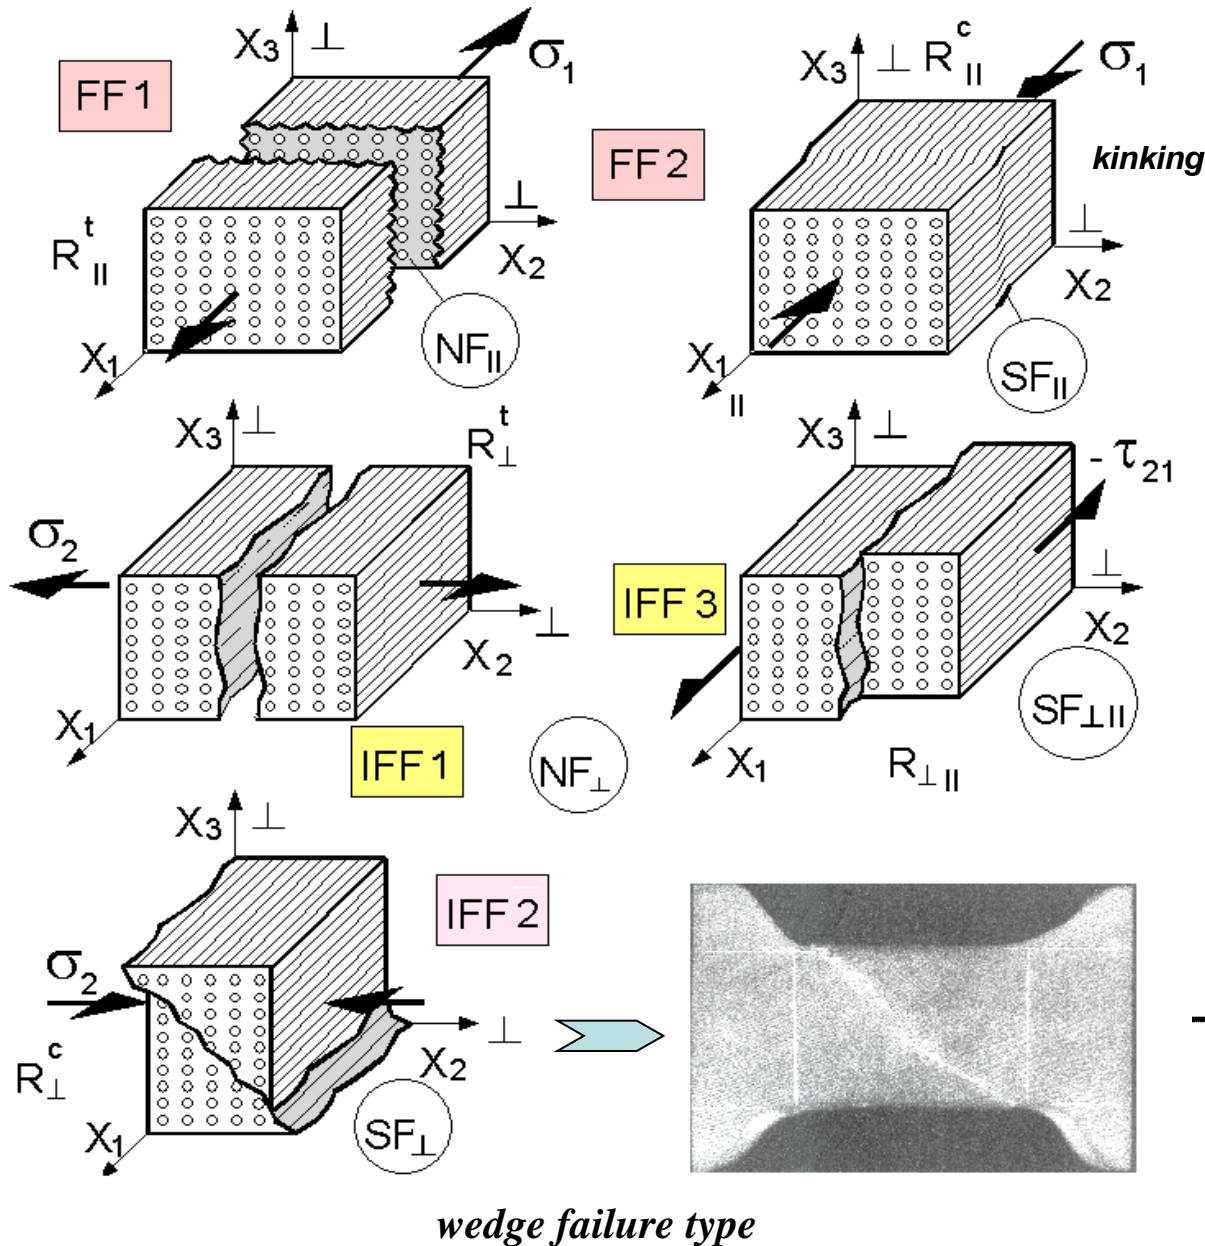 X3 ⊥
σ1
FF1
R∥^t
⊥
X2
X1
NF∥
X3 ⊥ R∥^c
σ1
FF2
kinking
⊥
X2
X1
∥
SF∥
X3 ⊥
R⊥^t
σ2
⊥
X2
X1
IFF1
NF⊥
X3 ⊥
- τ21
IFF3
⊥
X2
X1
R⊥∥
SF⊥∥
X3 ⊥
IFF2
σ2
R⊥^c
⊥
X2
X1
SF⊥
wedge failure type